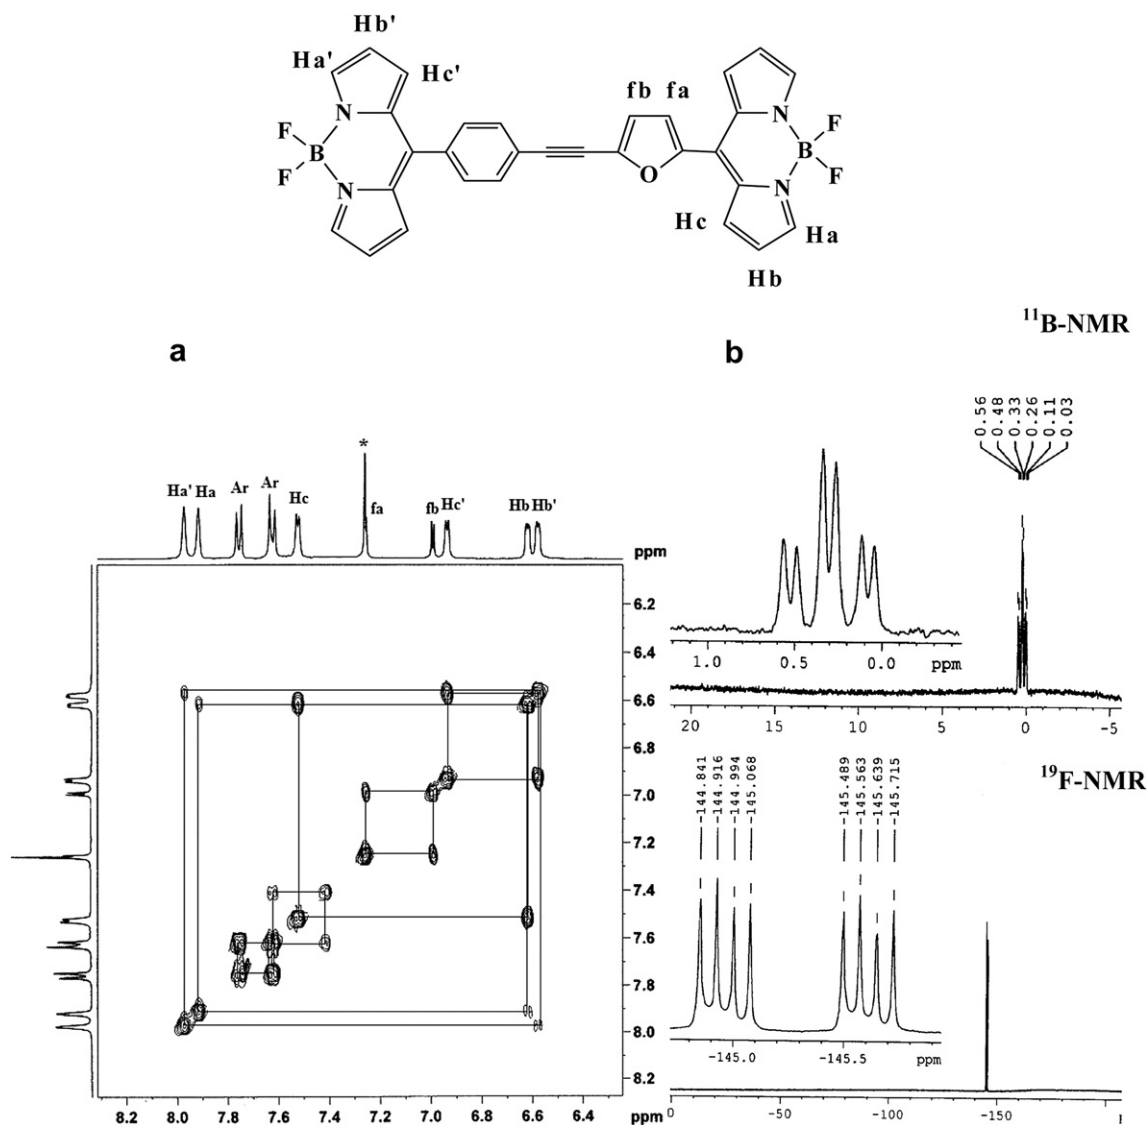 Hb'
Ha'
Hc'
fb fa
F
B
F
N
N
O
N
N
B
F
F
Hc
Ha
Hb
11B-NMR
a
b
*
Ha' Ha Ar Ar Hc fa fb Hc' Hb Hb'
ppm
6.2
6.4
6.6
6.8
7.0
7.2
7.4
7.6
7.8
8.0
8.2
8.2 8.0 7.8 7.6 7.4 7.2 7.0 6.8 6.6 6.4 ppm
0.56
0.48
0.33
0.26
0.11
0.03
1.0 0.5 0.0 ppm
20 15 10 5 0 -5
19F-NMR
-144.841
-144.916
-144.994
-145.068
-145.489
-145.563
-145.639
-145.715
-145.0 -145.5 ppm
0 -50 -100 -150